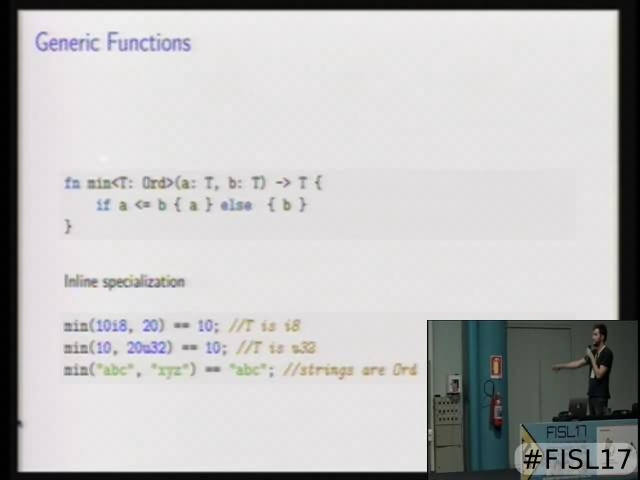 Generic Functions
fn min<T: Ord>(a: T, b: T) -> T {
if a <= b { a } else { b }
}
Inline specialization
min(10i8, 20) == 10; //T is i8
min(10, 20u32) == 10; //T is u32
min("abc", "xyz") == "abc"; //strings are Ord
FISL17
#FISL17